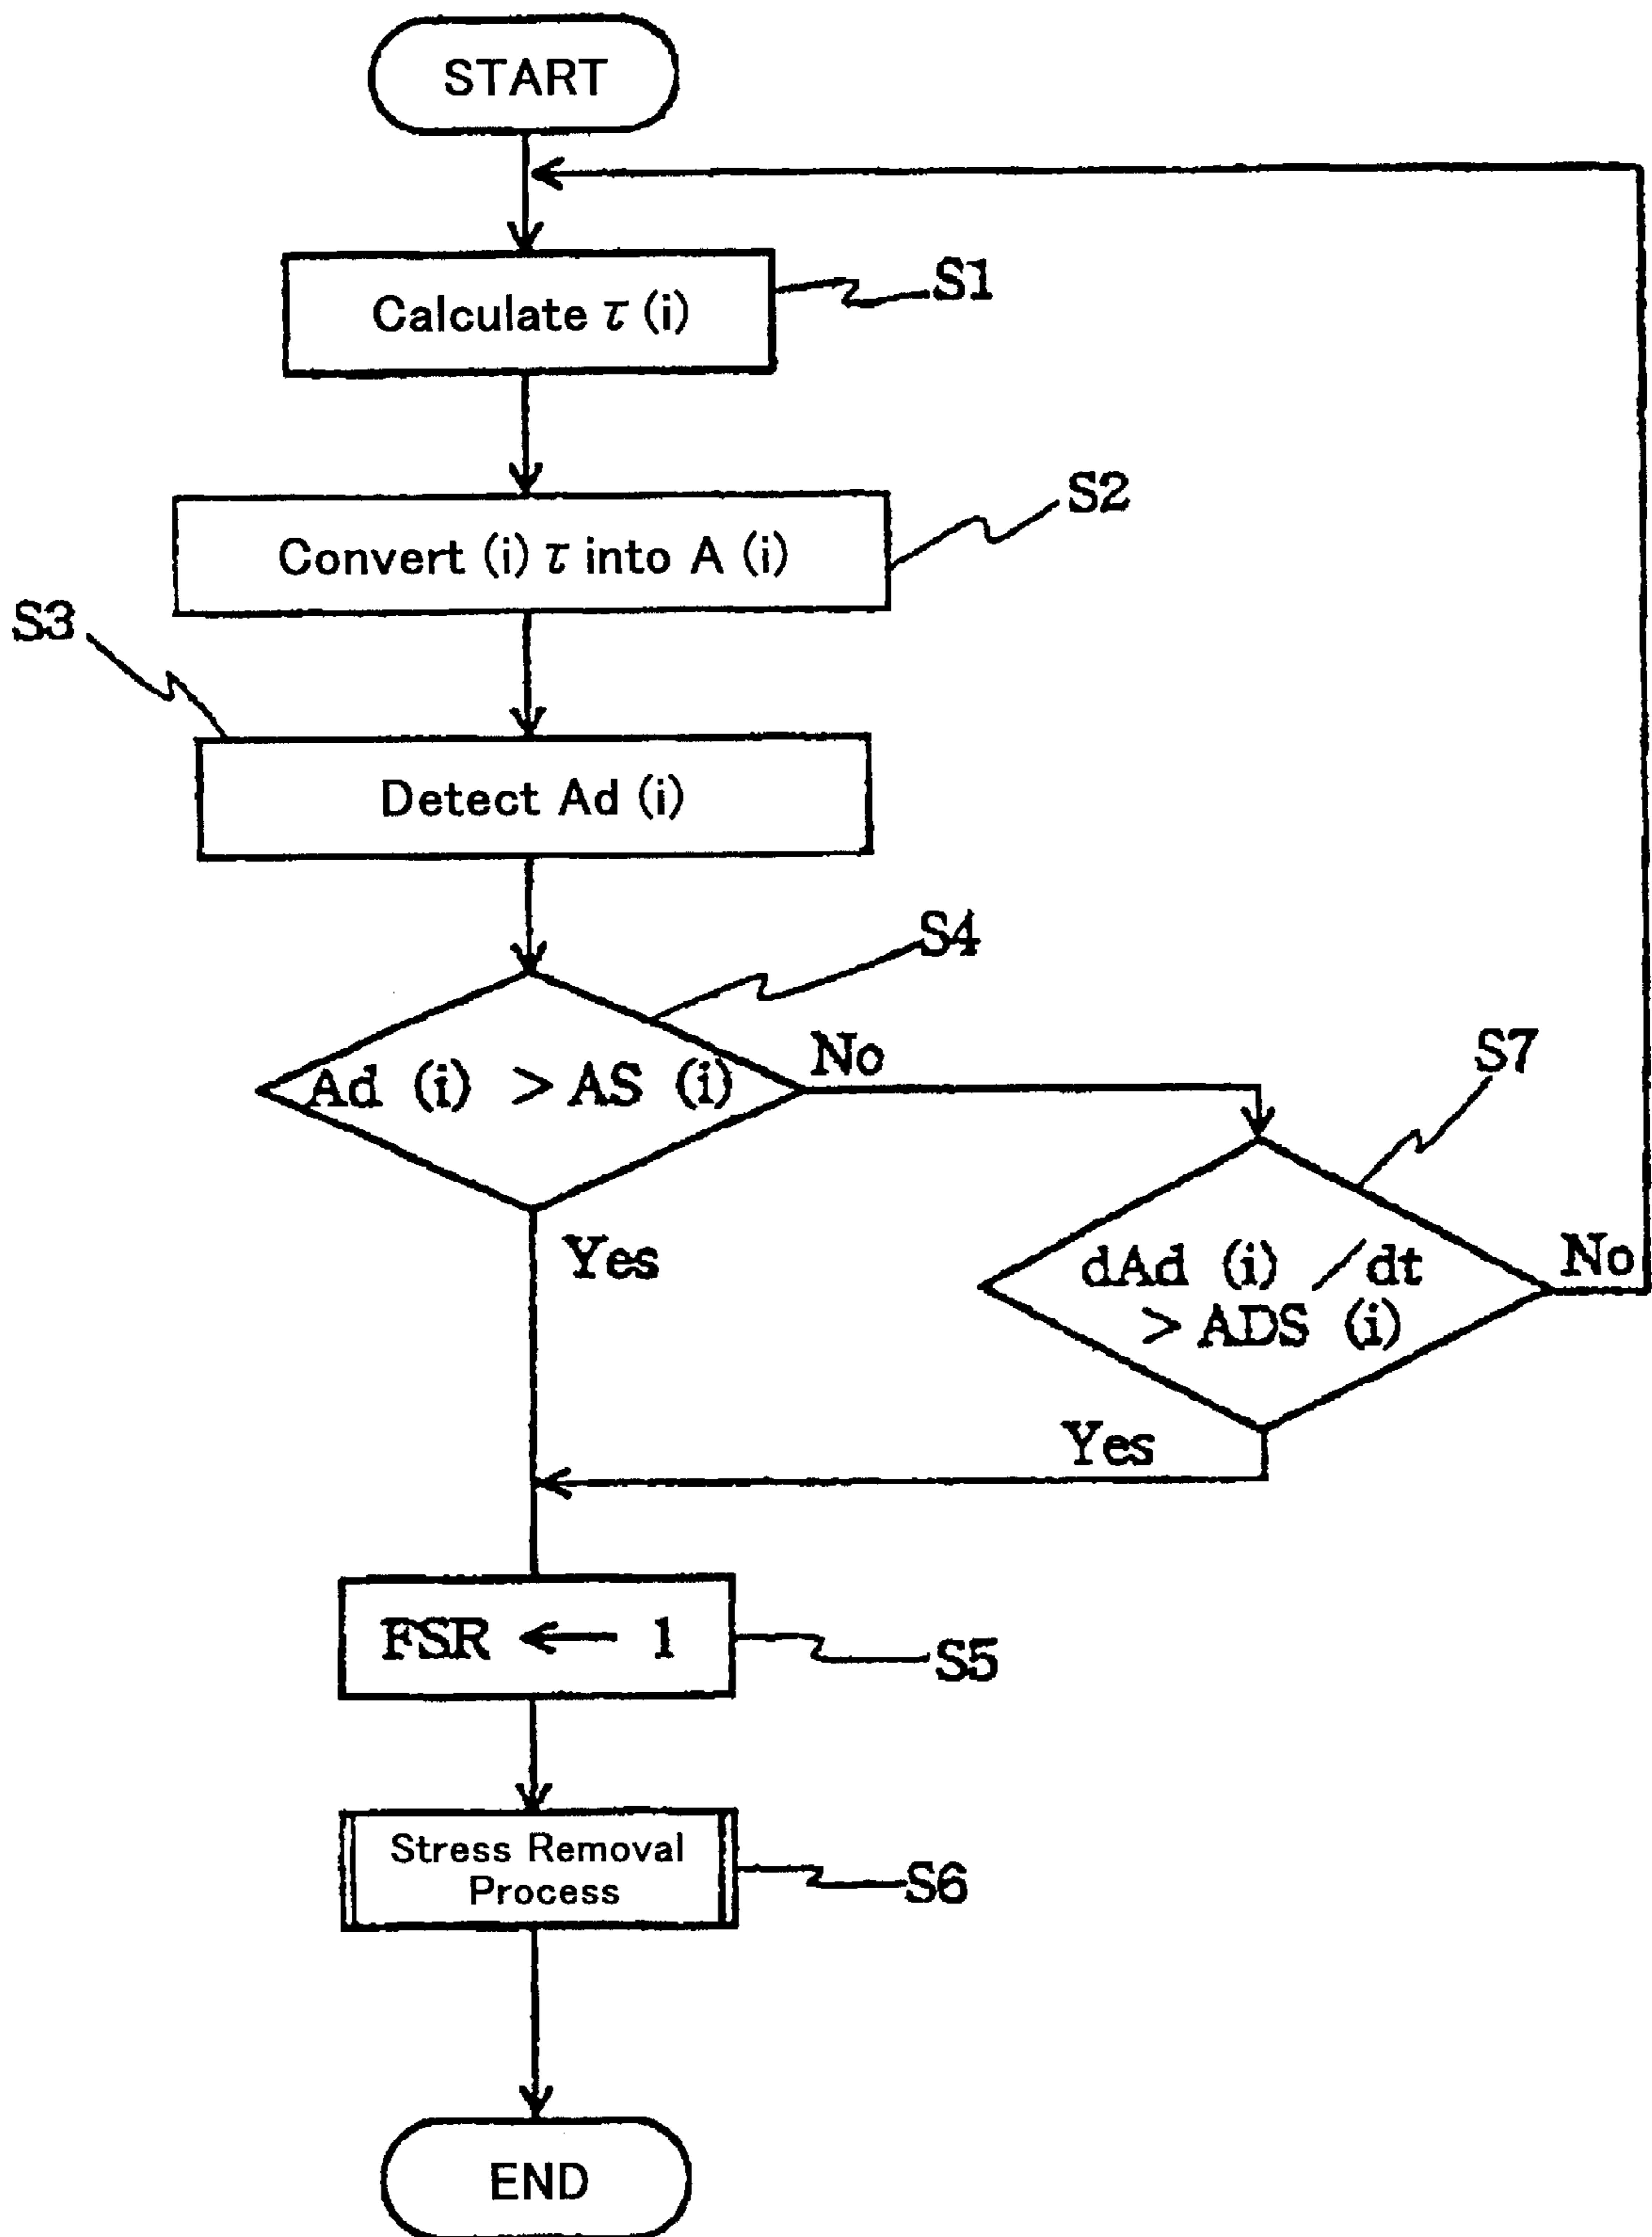 START
Calculate τ (i)
S1
Convert (i) τ into A (i)
S2
S3
Detect Ad (i)
S4
Ad (i) > AS (i)
No
S7
Yes
dAd (i) /dt
> ADS (i)
No
Yes
FSR ← 1
S5
Stress Removal
Process
S6
END